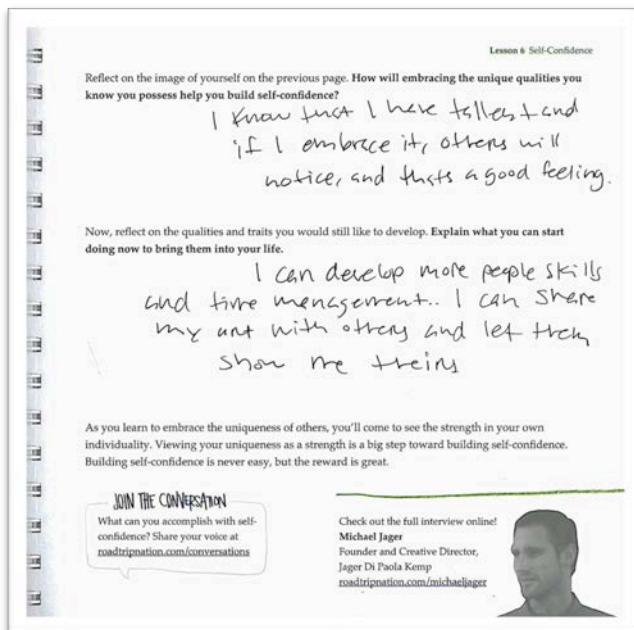 Lesson 6 Self-Confidence
Reflect on the image of yourself on the previous page. How will embracing the unique qualities you
know you possess help you build self-confidence?
I know that I have tallest and
if I embrace it, others will
notice, and thats a good feeling.
Now, reflect on the qualities and traits you would still like to develop. Explain what you can start
doing now to bring them into your life.
I can develop more people skills
and time management.. I can share
my art with others and let them
show me theirs
As you learn to embrace the uniqueness of others, you'll come to see the strength in your own
individuality. Viewing your uniqueness as a strength is a big step toward building self-confidence.
Building self-confidence is never easy, but the reward is great.
JOIN THE CONVERSATION
What can you accomplish with self-
confidence? Share your voice at
roadtripnation.com/conversations
Check out the full interview online!
Michael Jager
Founder and Creative Director,
Jager Di Paola Kemp
roadtripnation.com/michaeljager